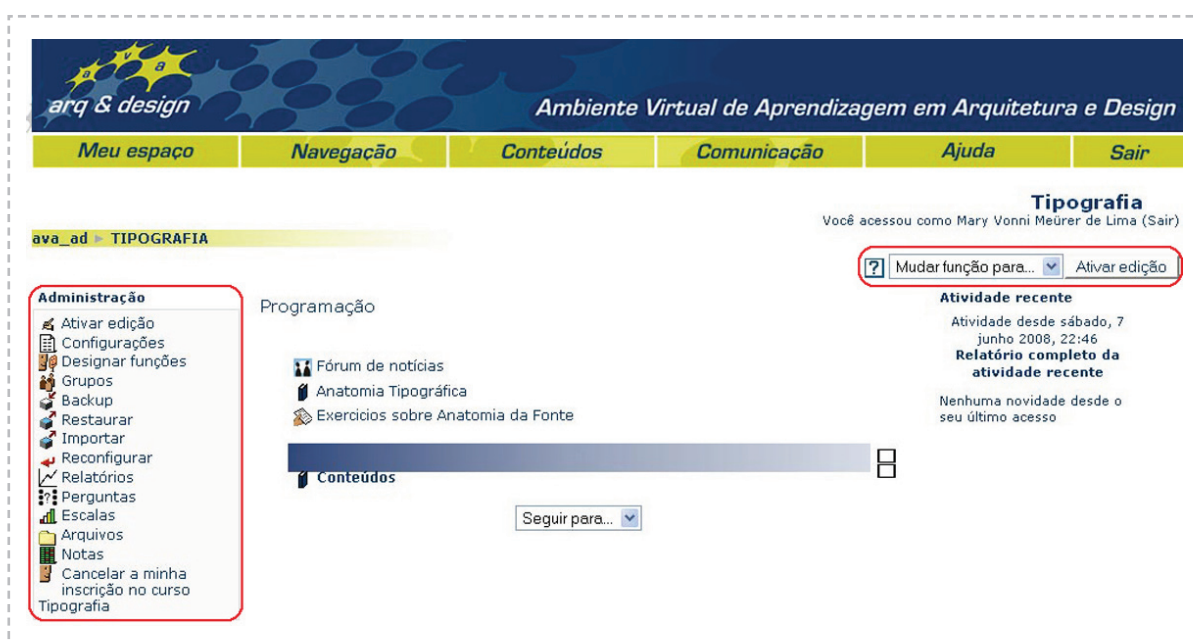 a v a
arq & design
Ambiente Virtual de Aprendizagem em Arquitetura e Design
Meu espaço Navegação Conteúdos Comunicação Ajuda Sair
Tipografia
Você acessou como Mary Vonni Meürer de Lima (Sair)
ava_ad ► TIPOGRAFIA
? Mudar função para... Ativar edição
Administração
Ativar edição
Configurações
Designar funções
Grupos
Backup
Restaurar
Importar
Reconfigurar
Relatórios
Perguntas
Escalas
Arquivos
Notas
Cancelar a minha
inscrição no curso
Tipografia
Programação
Fórum de notícias
Anatomia Tipográfica
Exercicios sobre Anatomia da Fonte
Conteúdos
Seguir para...
Atividade recente
Atividade desde sábado, 7
junho 2008, 22:46
Relatório completo da
atividade recente
Nenhuma novidade desde o
seu último acesso